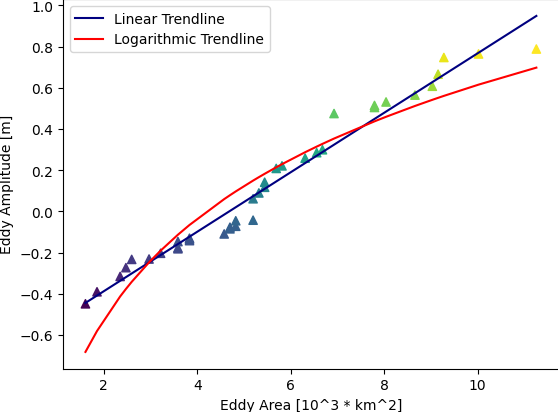 Linear Trendline
Logarithmic Trendline
1.0
0.8
0.6
0.4
0.2
0.0
−0.2
−0.4
−0.6
Eddy Amplitude [m]
2 4 6 8 10
Eddy Area [10^3 * km^2]